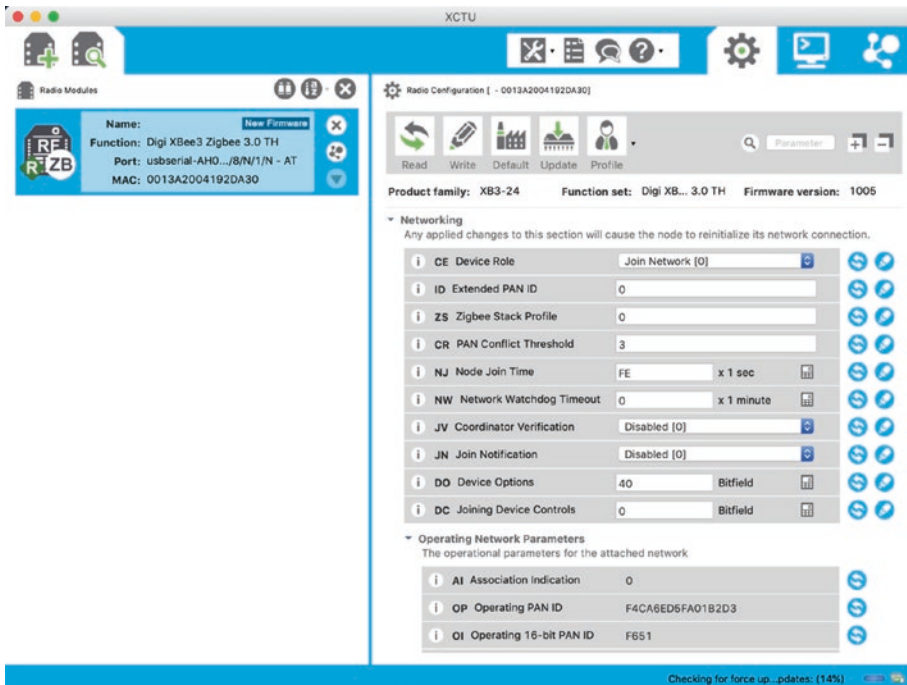 XCTU
Radio Modules
Radio Configuration [ - 0013A2004192DA30]
Name:
New Firmware
Function: Digi XBee3 Zigbee 3.0 TH
Port: usbserial-AH0.../8/N/1/N - AT
MAC: 0013A2004192DA30
RF
R ZB
Read Write Default Update Profile
Parameter
Product family: XB3-24 Function set: Digi XB... 3.0 TH Firmware version: 1005
Networking
Any applied changes to this section will cause the node to reinitialize its network connection.
i CE Device Role Join Network [0]
i ID Extended PAN ID 0
i ZS Zigbee Stack Profile 0
i CR PAN Conflict Threshold 3
i NJ Node Join Time FE x 1 sec
i NW Network Watchdog Timeout 0 x 1 minute
i JV Coordinator Verification Disabled [0]
i JN Join Notification Disabled [0]
i DO Device Options 40 Bitfield
i DC Joining Device Controls 0 Bitfield
Operating Network Parameters
The operational parameters for the attached network
i AI Association Indication 0
i OP Operating PAN ID F4CA6ED5FA01B2D3
i OI Operating 16-bit PAN ID F651
Checking for force up...pdates: (14%)